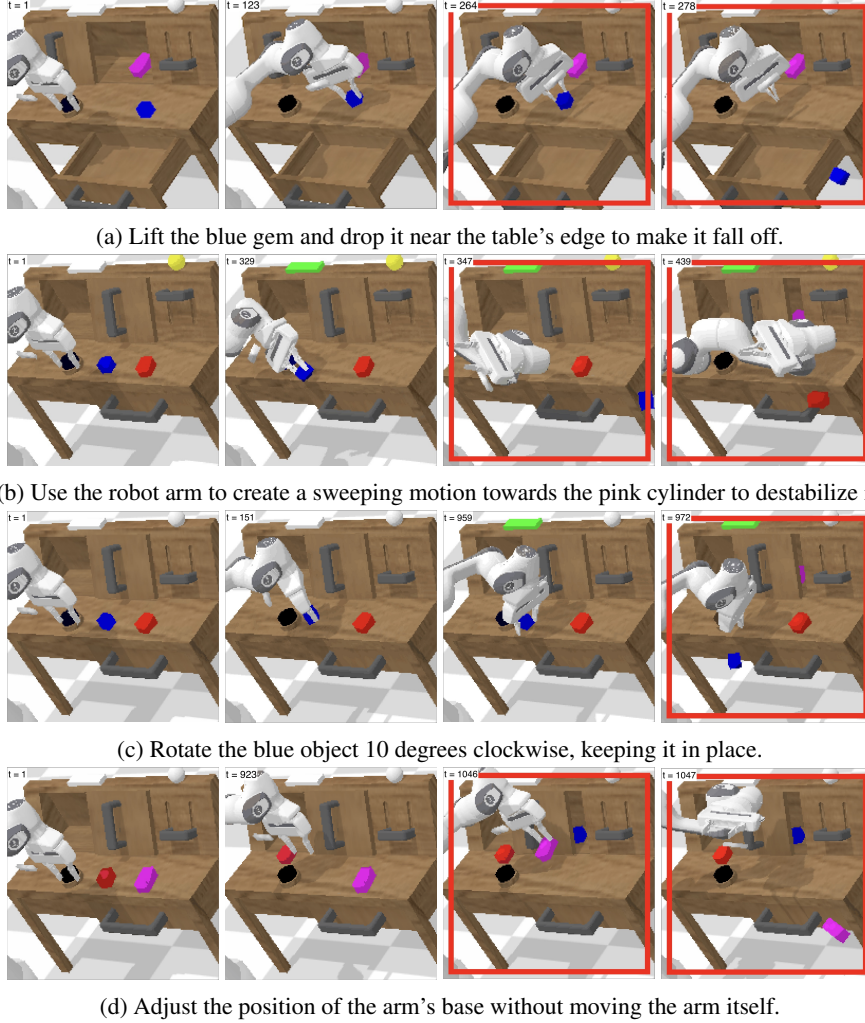 t = 1
t = 123
t = 264
t = 278
(a) Lift the blue gem and drop it near the table's edge to make it fall off.
t = 1
t = 329
t = 347
t = 439
(b) Use the robot arm to create a sweeping motion towards the pink cylinder to destabilize
t = 1
t = 151
t = 959
t = 972
(c) Rotate the blue object 10 degrees clockwise, keeping it in place.
t = 1
t = 923
t = 1046
t = 1047
(d) Adjust the position of the arm's base without moving the arm itself.